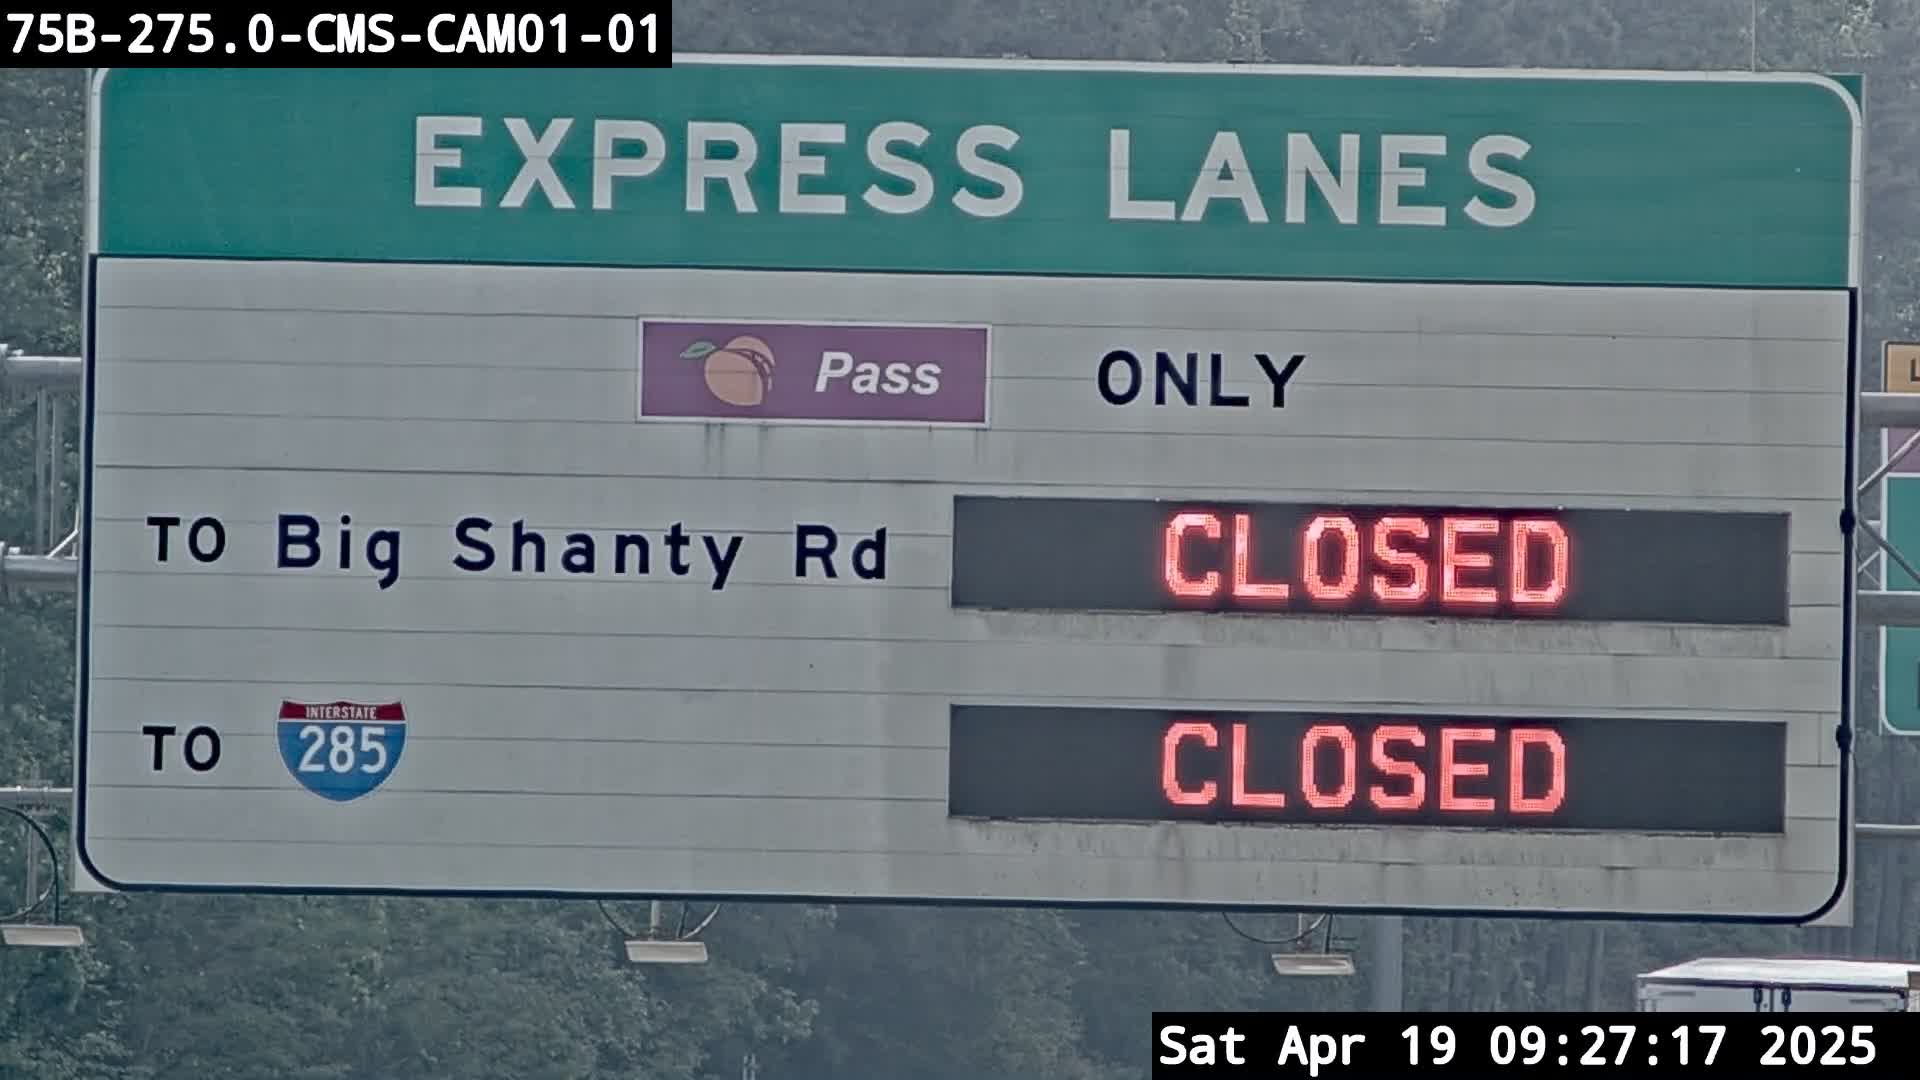 75B-275.0-CMS-CAM01-01
EXPRESS LANES
Pass ONLY
TO Big Shanty Rd CLOSED
TO INTERSTATE 285 CLOSED
Sat Apr 19 09:27:17 2025